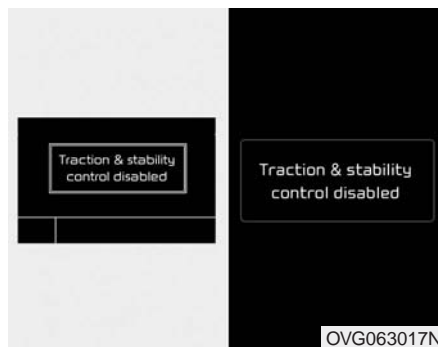 Traction & stability
control disabled
Traction & stability
control disabled
OVG063017N